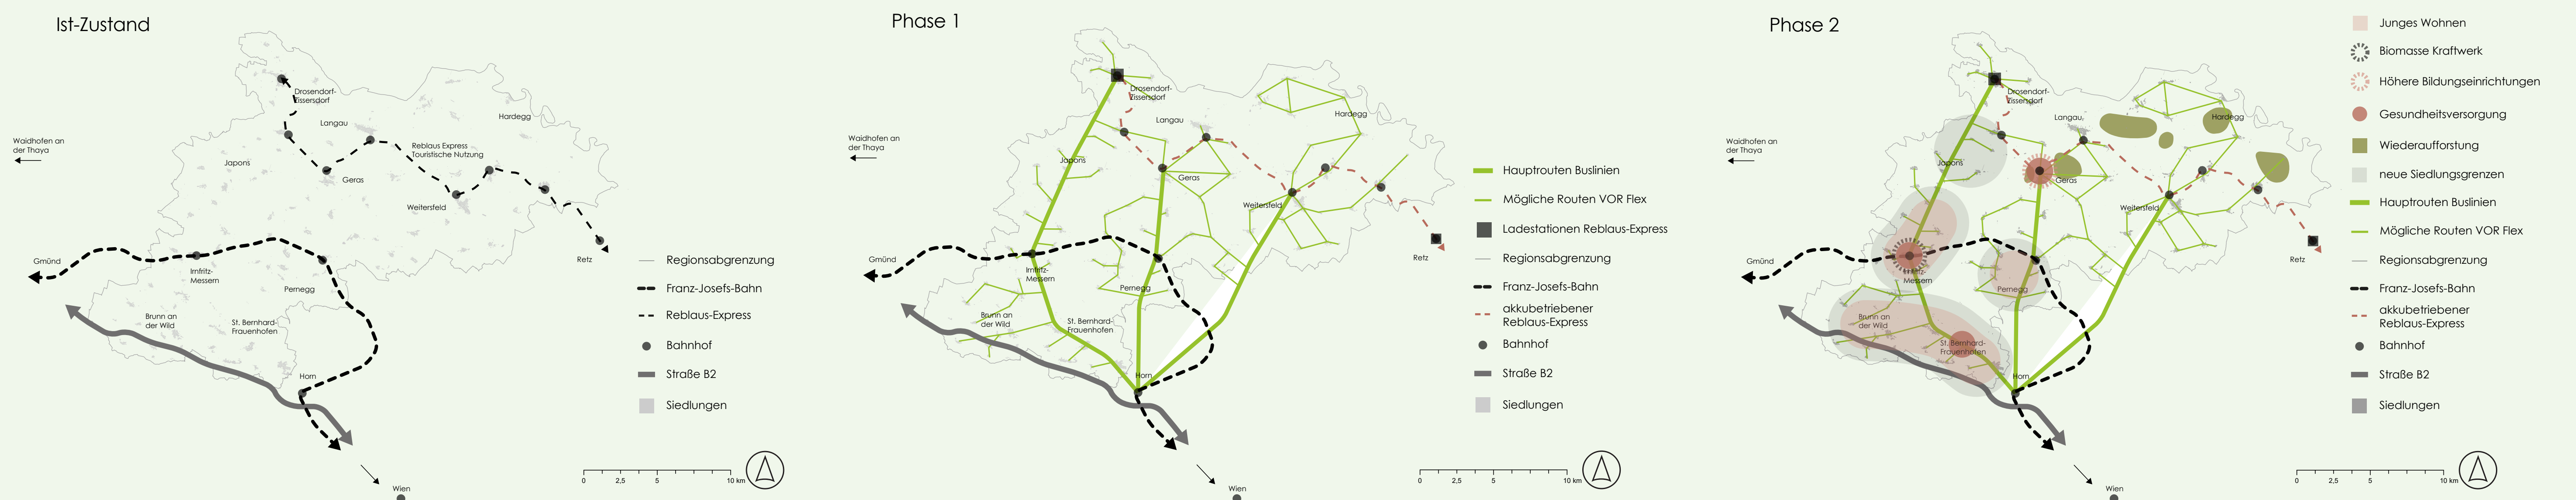 Ist-Zustand
Drosendorf-
Zissersdorf
Langau
Hardegg
Waidhofen an
der Thaya
Reblaus Express
Touristische Nutzung
Japons
Geras
Weitersfeld
Gmünd
Irnfritz-
Messern
Retz
Pernegg
Brunn an
der Wild
St. Bernhard-
Frauenhofen
Horn
Wien
Regionsabgrenzung
Franz-Josefs-Bahn
Reblaus-Express
Bahnhof
Straße B2
Siedlungen
0 2,5 5 10 km
Phase 1
Drosendorf-
Zissersdorf
Langau
Hardegg
Waidhofen an
der Thaya
Japons
Geras
Weitersfeld
Gmünd
Irnfritz-
Messern
Retz
Pernegg
Brunn an
der Wild
St. Bernhard-
Frauenhofen
Horn
Wien
Hauptrouten Buslinien
Mögliche Routen VOR Flex
Ladestationen Reblaus-Express
Regionsabgrenzung
Franz-Josefs-Bahn
akkubetriebener
Reblaus-Express
Bahnhof
Straße B2
Siedlungen
0 2,5 5 10 km
Phase 2
Drosendorf-
Zissersdorf
Langau
Hardegg
Waidhofen an
der Thaya
Japons
Geras
Weitersfeld
Gmünd
Irnfritz-
Messern
Retz
Pernegg
Brunn an
der Wild
St. Bernhard-
Frauenhofen
Horn
Wien
Junges Wohnen
Biomasse Kraftwerk
Höhere Bildungseinrichtungen
Gesundheitsversorgung
Wiederaufforstung
neue Siedlungsgrenzen
Hauptrouten Buslinien
Mögliche Routen VOR Flex
Regionsabgrenzung
Franz-Josefs-Bahn
akkubetriebener
Reblaus-Express
Bahnhof
Straße B2
Siedlungen
0 2,5 5 10 km